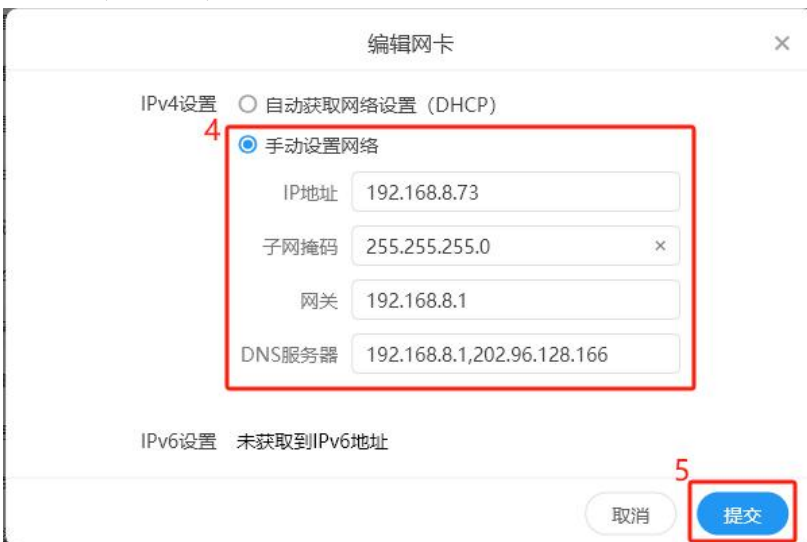 编辑网卡 ×
IPv4设置 自动获取网络设置（DHCP）
4
手动设置网络
IP地址 192.168.8.73
子网掩码 255.255.255.0 ×
网关 192.168.8.1
DNS服务器 192.168.8.1,202.96.128.166
IPv6设置 未获取到IPv6地址
5
取消 提交